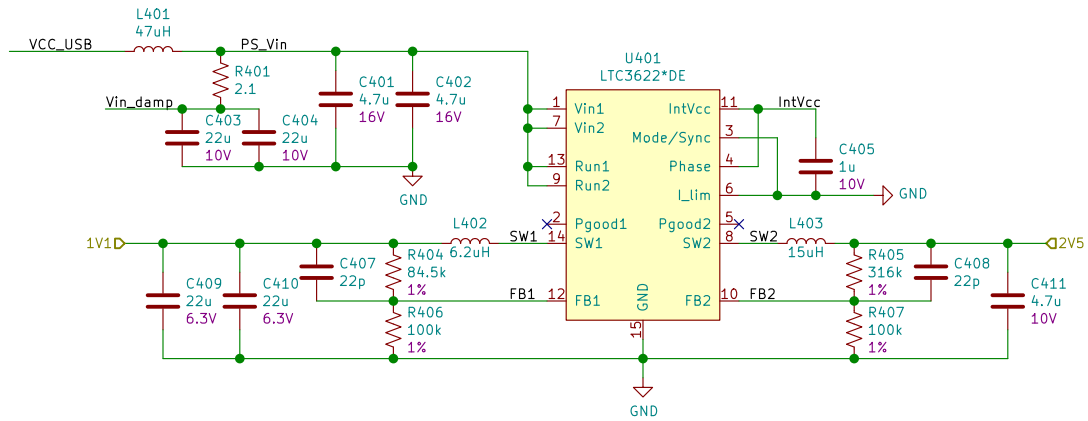 L401
47uH
VCC_USB
PS_Vin
R401
2.1
C401
4.7u
16V
C402
4.7u
16V
Vin_damp
C403
22u
10V
C404
22u
10V
GND
U401
LTC3622*DE
1 Vin1
7 Vin2
13 Run1
9 Run2
2 Pgood1
14 SW1
12 FB1
IntVcc 11
Mode/Sync 3
Phase 4
I_lim 6
Pgood2 5
SW2 8
FB2 10
GND
15
IntVcc
C405
1u
10V
GND
1V1
L402
6.2uH
SW1
C409
22u
6.3V
C410
22u
6.3V
C407
22p
R404
84.5k
1%
FB1
R406
100k
1%
SW2
L403
15uH
2V5
R405
316k
1%
C408
22p
C411
4.7u
10V
FB2
R407
100k
1%
GND